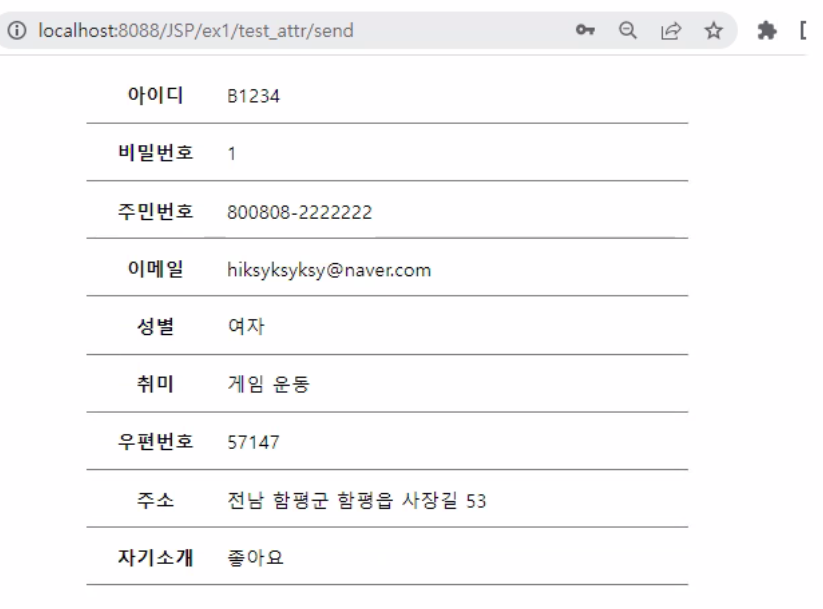 localhost:8088/JSP/ex1/test_attr/send
아이디 B1234
비밀번호 1
주민번호 800808-2222222
이메일 hiksyksyksy@naver.com
성별 여자
취미 게임 운동
우편번호 57147
주소 전남 함평군 함평읍 사장길 53
자기소개 좋아요